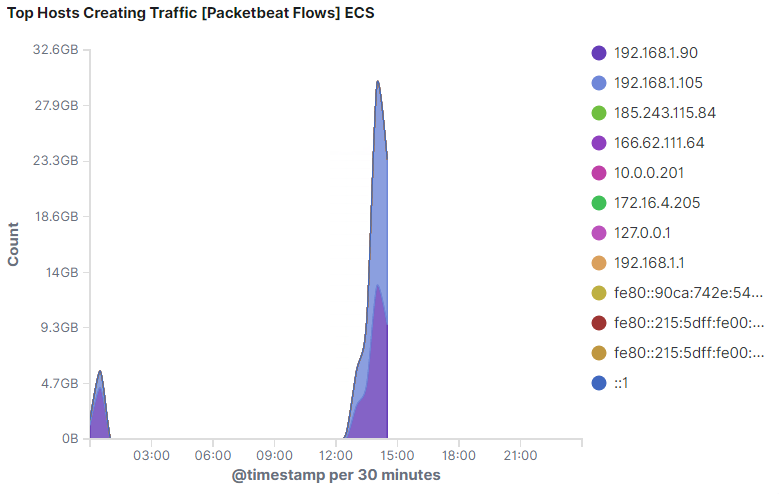 Top Hosts Creating Traffic [Packetbeat Flows] ECS
32.6GB
27.9GB
23.3GB
18.6GB
14GB
9.3GB
4.7GB
0B
Count
03:00
06:00
09:00
12:00
15:00
18:00
21:00
@timestamp per 30 minutes
192.168.1.90
192.168.1.105
185.243.115.84
166.62.111.64
10.0.0.201
172.16.4.205
127.0.0.1
192.168.1.1
fe80::90ca:742e:54...
fe80::215:5dff:fe00:...
fe80::215:5dff:fe00:...
::1